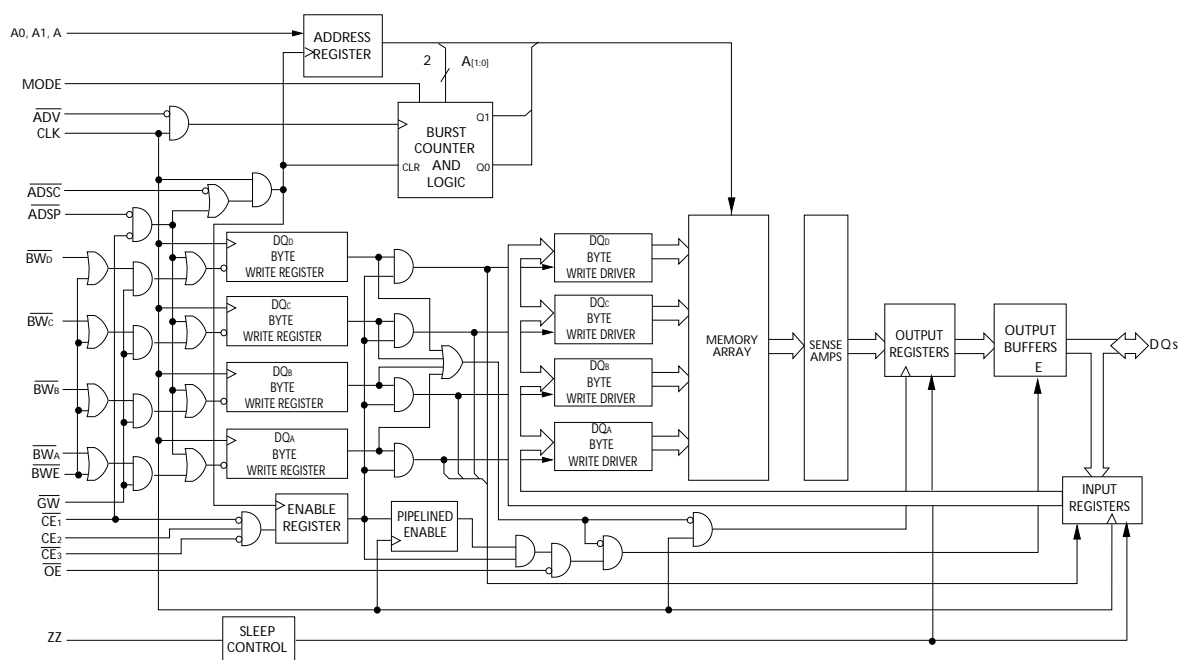 A0, A1, A
ADDRESS
REGISTER
2
A[1:0]
MODE
ADV
CLK
BURST
COUNTER
AND
LOGIC
CLR
Q1
Q0
ADSC
ADSP
DQD
BYTE
WRITE REGISTER
DQD
BYTE
WRITE DRIVER
BWD
DQC
BYTE
WRITE REGISTER
DQC
BYTE
WRITE DRIVER
BWC
MEMORY
ARRAY
SENSE
AMPS
OUTPUT
REGISTERS
OUTPUT
BUFFERS
E
DQs
DQB
BYTE
WRITE REGISTER
DQB
BYTE
WRITE DRIVER
BWB
DQA
BYTE
WRITE REGISTER
DQA
BYTE
WRITE DRIVER
BWA
BWE
GW
CE1
CE2
CE3
OE
ENABLE
REGISTER
PIPELINED
ENABLE
INPUT
REGISTERS
ZZ
SLEEP
CONTROL